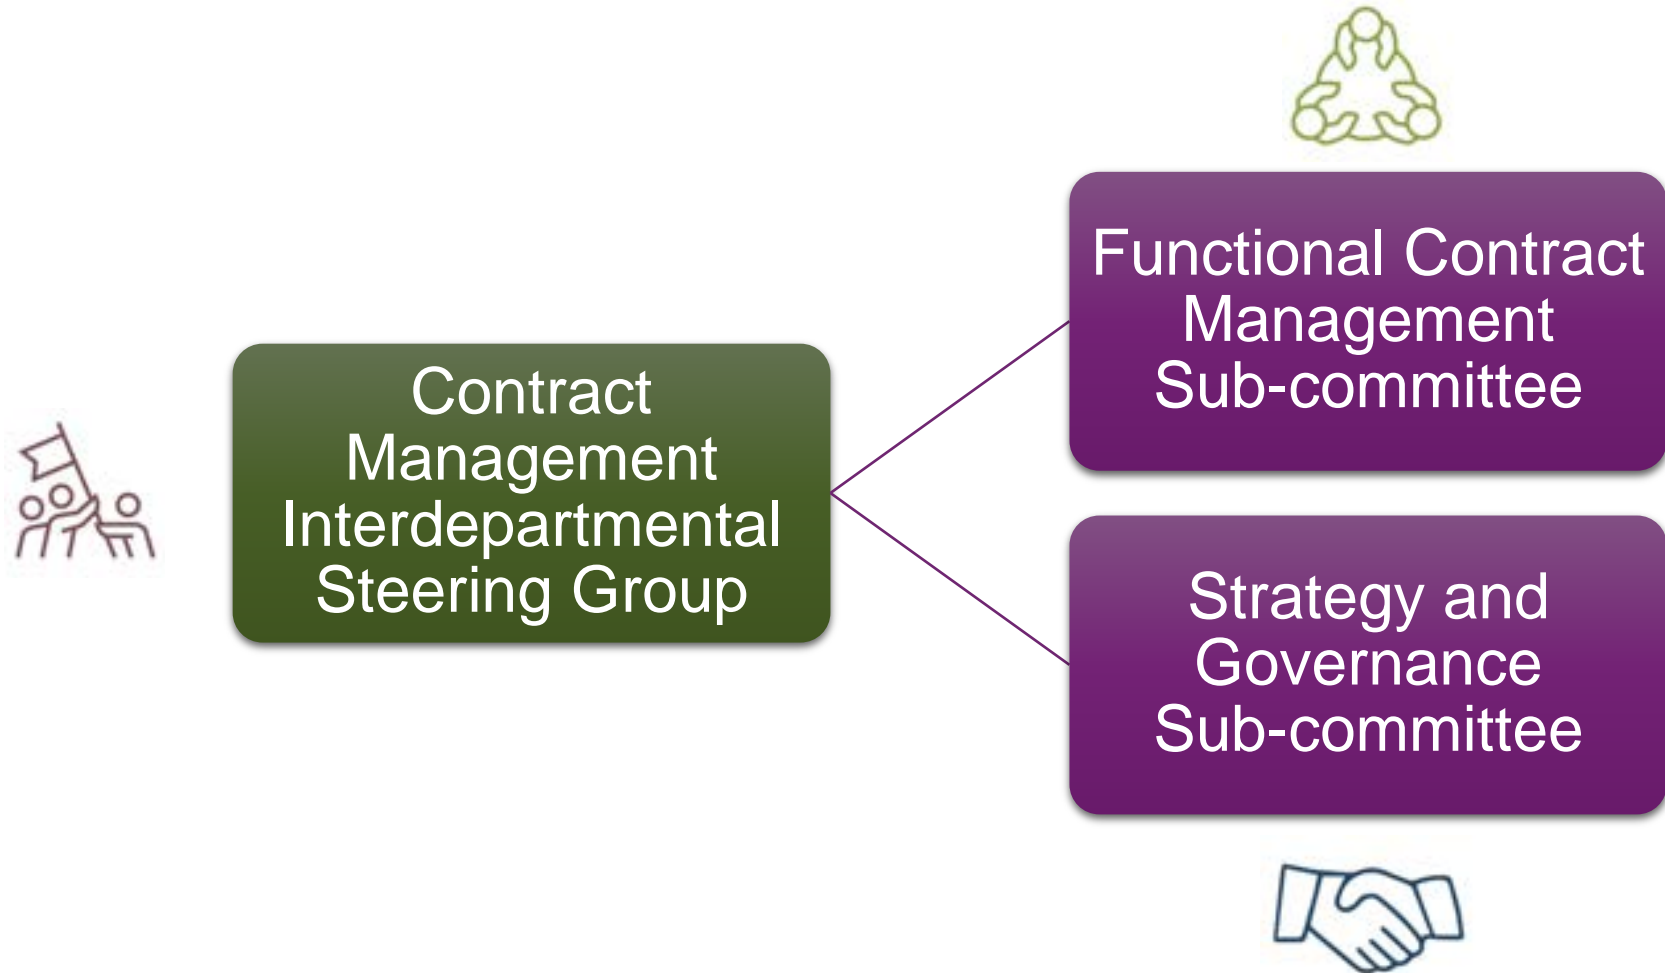 Contract
Management
Interdepartmental
Steering Group
Functional Contract
Management
Sub-committee
Strategy and
Governance
Sub-committee